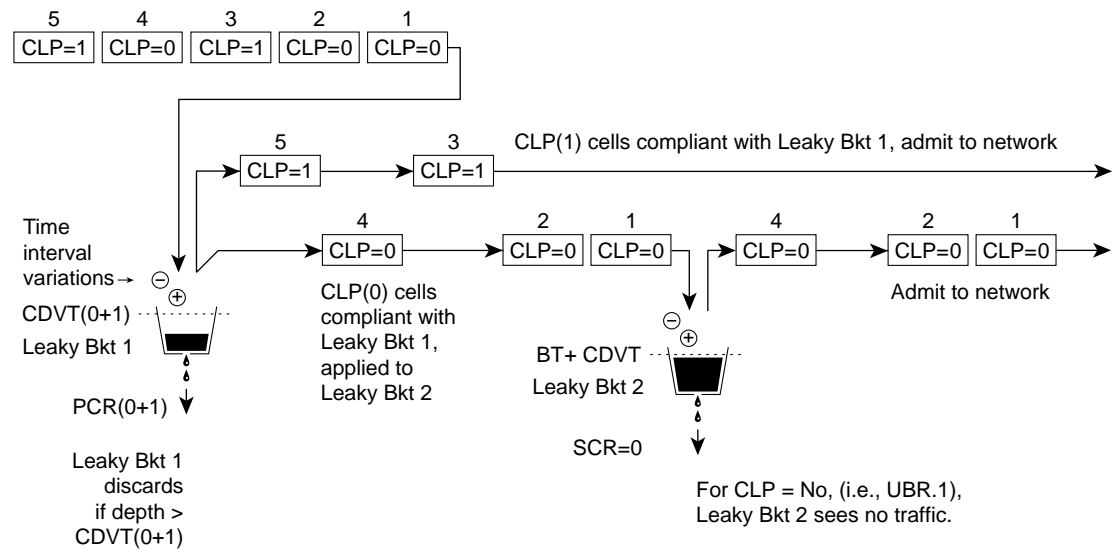 5 4 3 2 1
CLP=1 CLP=0 CLP=1 CLP=0 CLP=0
5 3
CLP=1 CLP=1
CLP(1) cells compliant with Leaky Bkt 1, admit to network
4 2 1 4 2 1
CLP=0 CLP=0 CLP=0 CLP=0 CLP=0 CLP=0
Time
interval
variations→
− +
CDVT(0+1)
Leaky Bkt 1
PCR(0+1)
Leaky Bkt 1
discards
if depth >
CDVT(0+1)
CLP(0) cells
compliant with
Leaky Bkt 1,
applied to
Leaky Bkt 2
− +
BT+ CDVT
Leaky Bkt 2
SCR=0
Admit to network
For CLP = No, (i.e., UBR.1),
Leaky Bkt 2 sees no traffic.